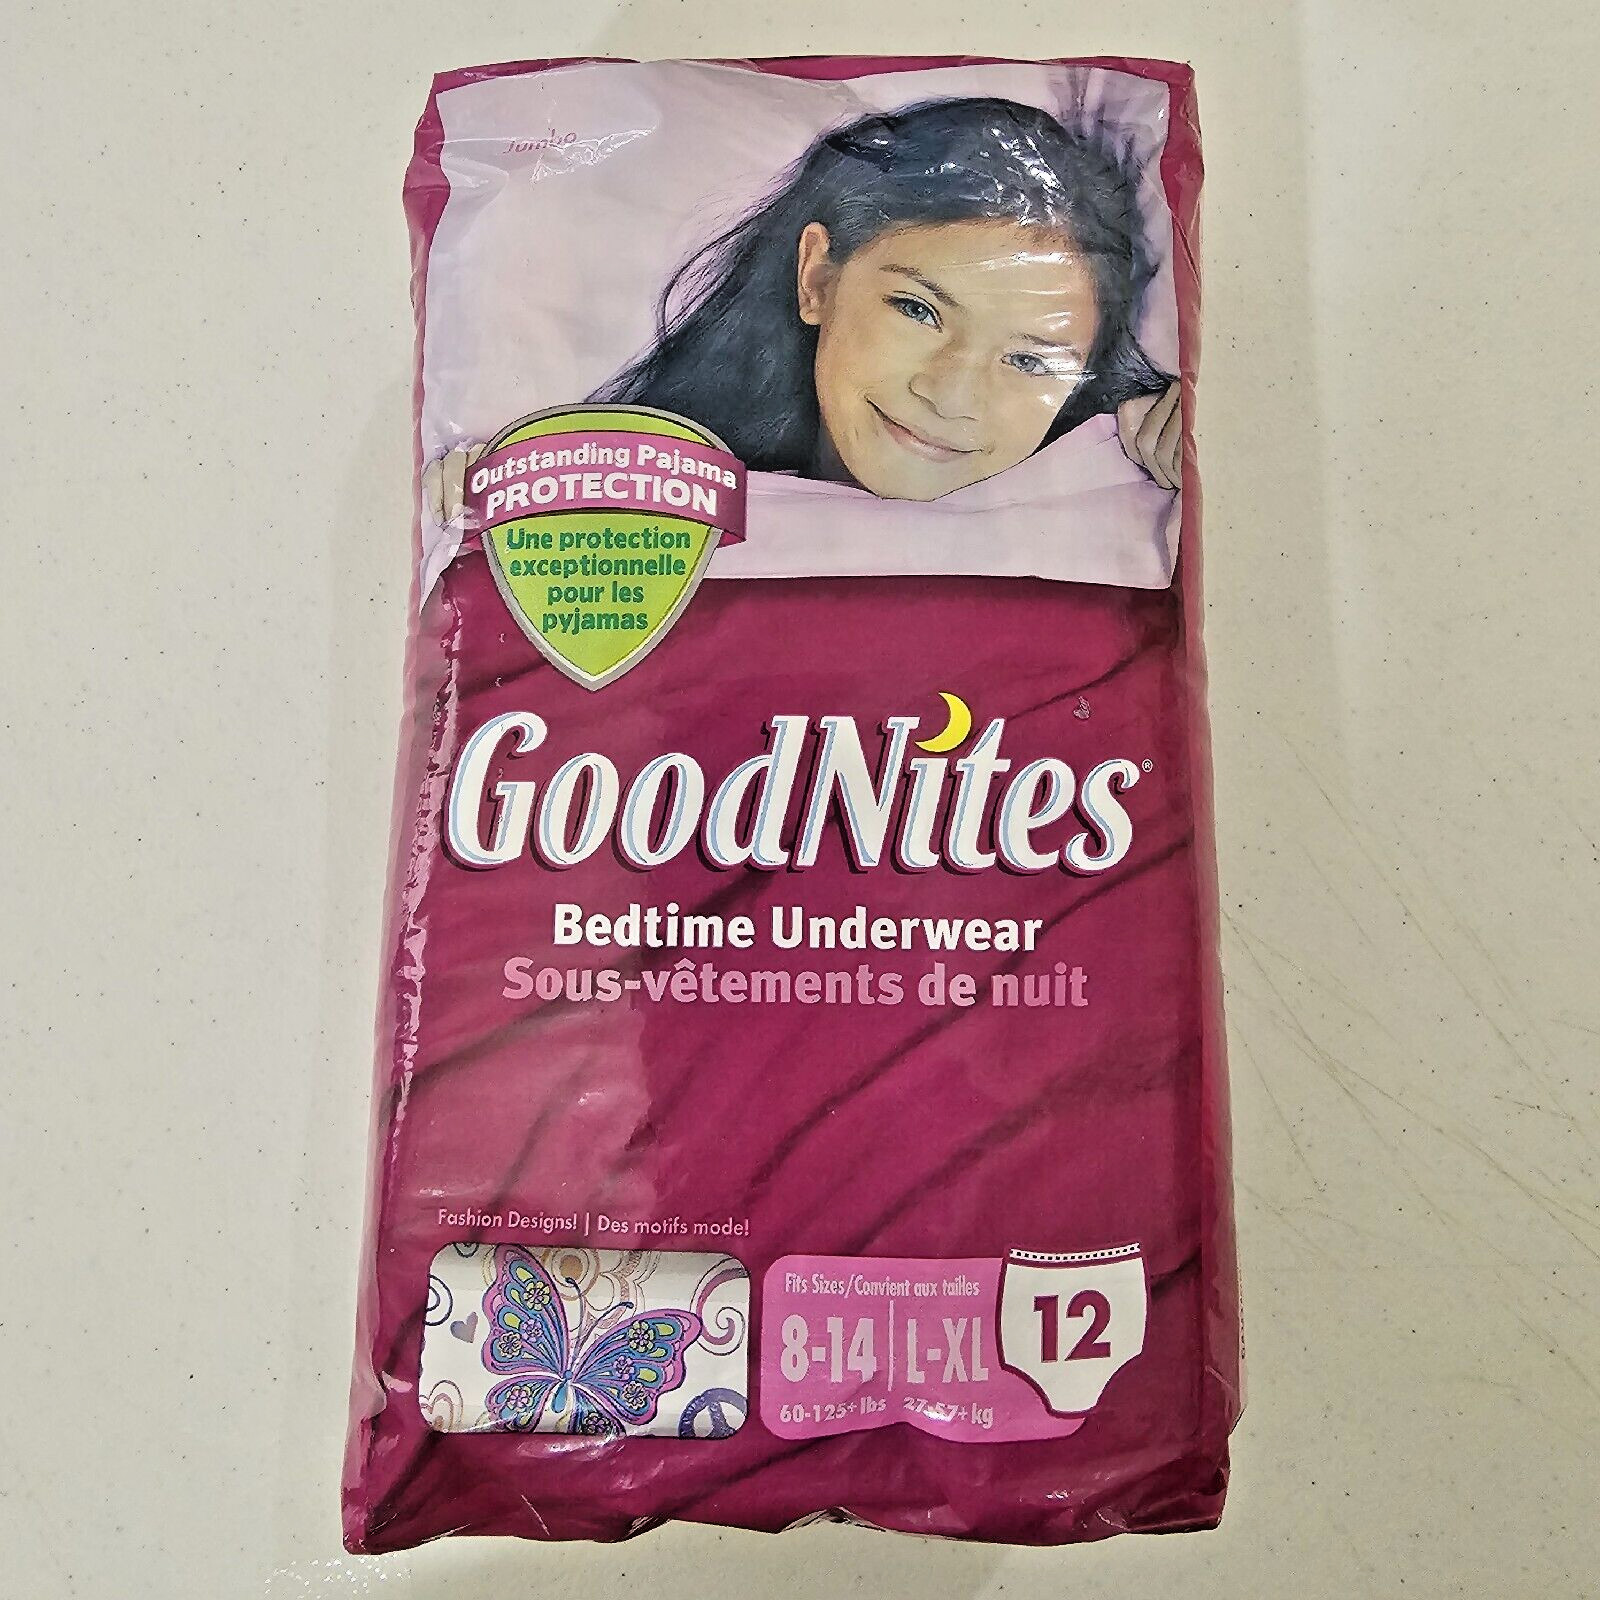 Jumbo
Outstanding Pajama
PROTECTION
Une protection
exceptionnelle
pour les
pyjamas
GoodNites®
Bedtime Underwear
Sous-vêtements de nuit
Fashion Designs! | Des motifs mode!
Fits Sizes/Convient aux tailles
8-14 | L-XL
60-125+ lbs 27-57+ kg
12